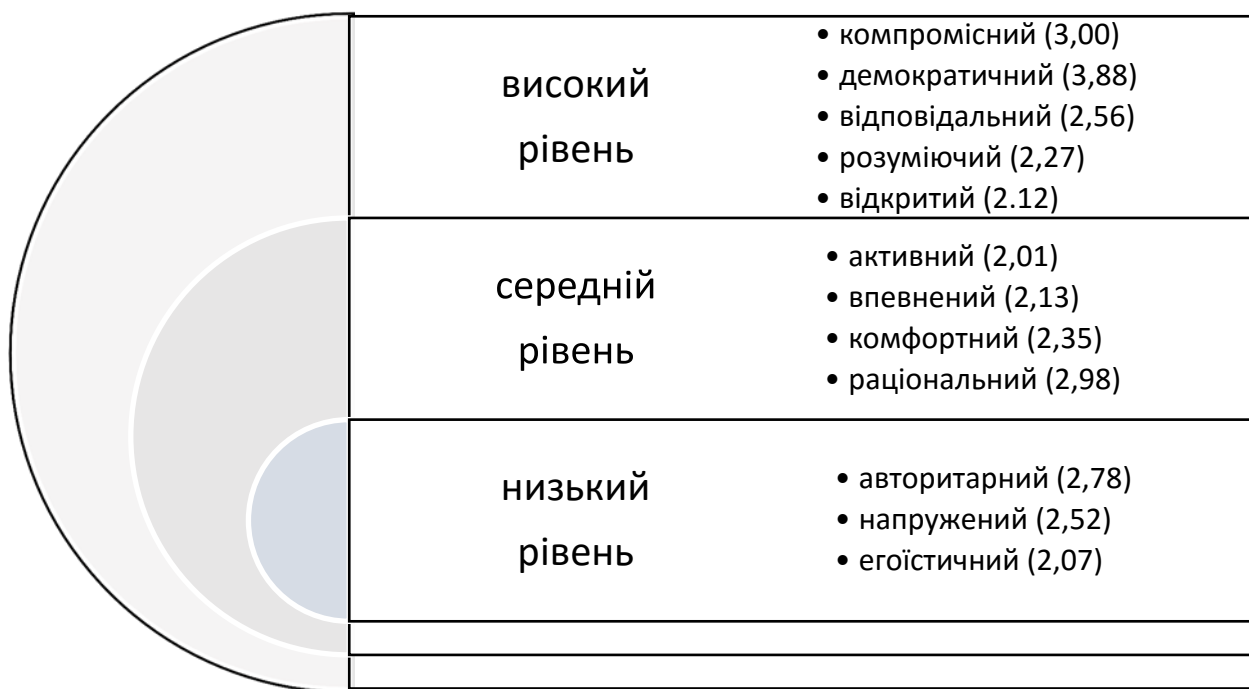 високий
рівень
• компромісний (3,00)
• демократичний (3,88)
• відповідальний (2,56)
• розуміючий (2,27)
• відкритий (2.12)
середній
рівень
• активний (2,01)
• впевнений (2,13)
• комфортний (2,35)
• раціональний (2,98)
низький
рівень
• авторитарний (2,78)
• напружений (2,52)
• егоїстичний (2,07)